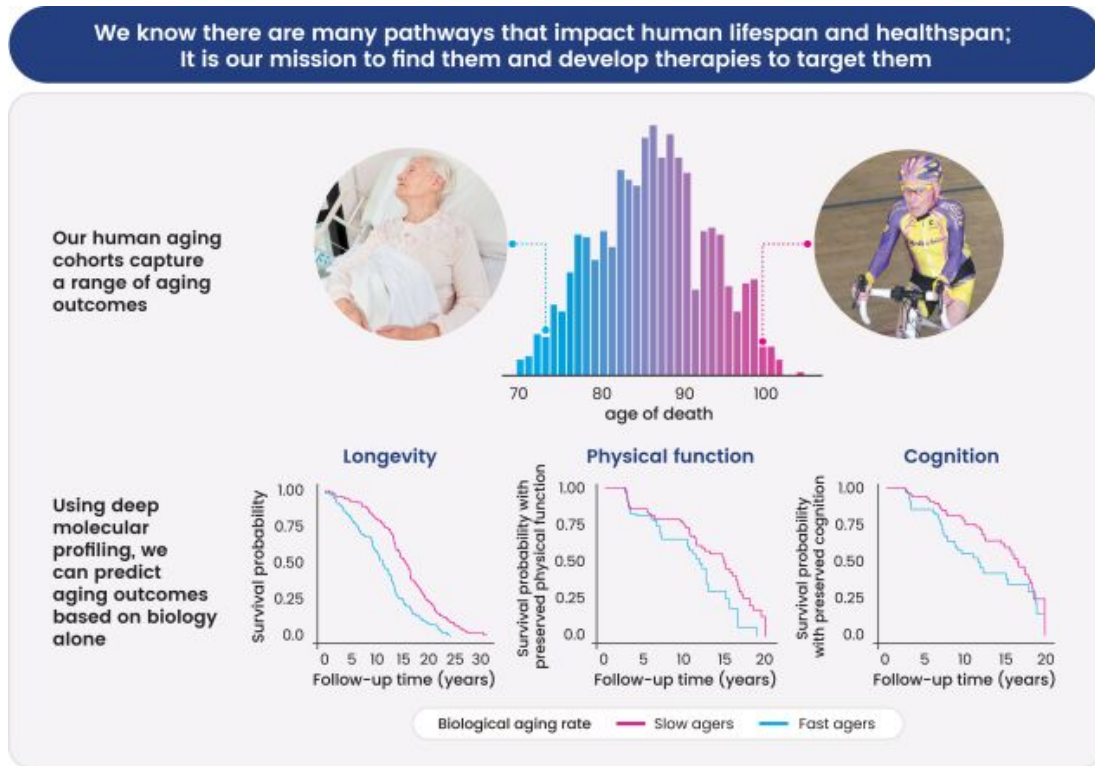 We know there are many pathways that impact human lifespan and healthspan;
It is our mission to find them and develop therapies to target them
Our human aging
cohorts capture
a range of aging
outcomes
70 80 90 100
age of death
Using deep
molecular
profiling, we
can predict
aging outcomes
based on biology
alone
Longevity
Survival probability
1.00
0.75
0.50
0.25
0.0
0 5 10 15 20 25 30
Follow-up time (years)
Physical function
Survival probability with
preserved physical function
1.00
0.75
0.50
0.25
0.0
0 5 10 15 20
Follow-up time (years)
Cognition
Survival probability
with preserved cognition
1.00
0.75
0.50
0.25
0.0
0 5 10 15 20
Follow-up time (years)
Biological aging rate Slow agers Fast agers